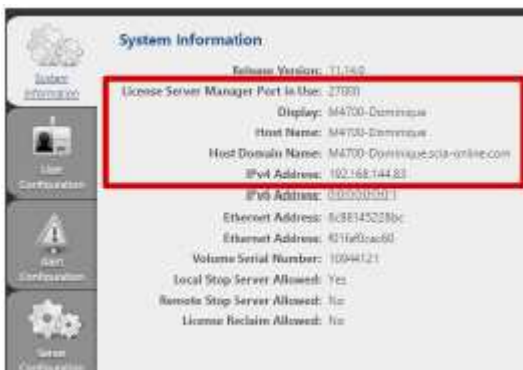 System Information
System
Information
User
Configuration
Alert
Configuration
Server
Configuration
Release Version: 11.14.0
License Server Manager Port in Use: 27000
Display: M4700-Dominique
Host Name: M4700-Dominique
Host Domain Name: M4700-Dominique.scia-online.com
IPv4 Address: 192.168.144.83
IPv6 Address:
Ethernet Address:
Ethernet Address:
Volume Serial Number: 10944121
Local Stop Server Allowed: Yes
Remote Stop Server Allowed: No
License Reclaim Allowed: No